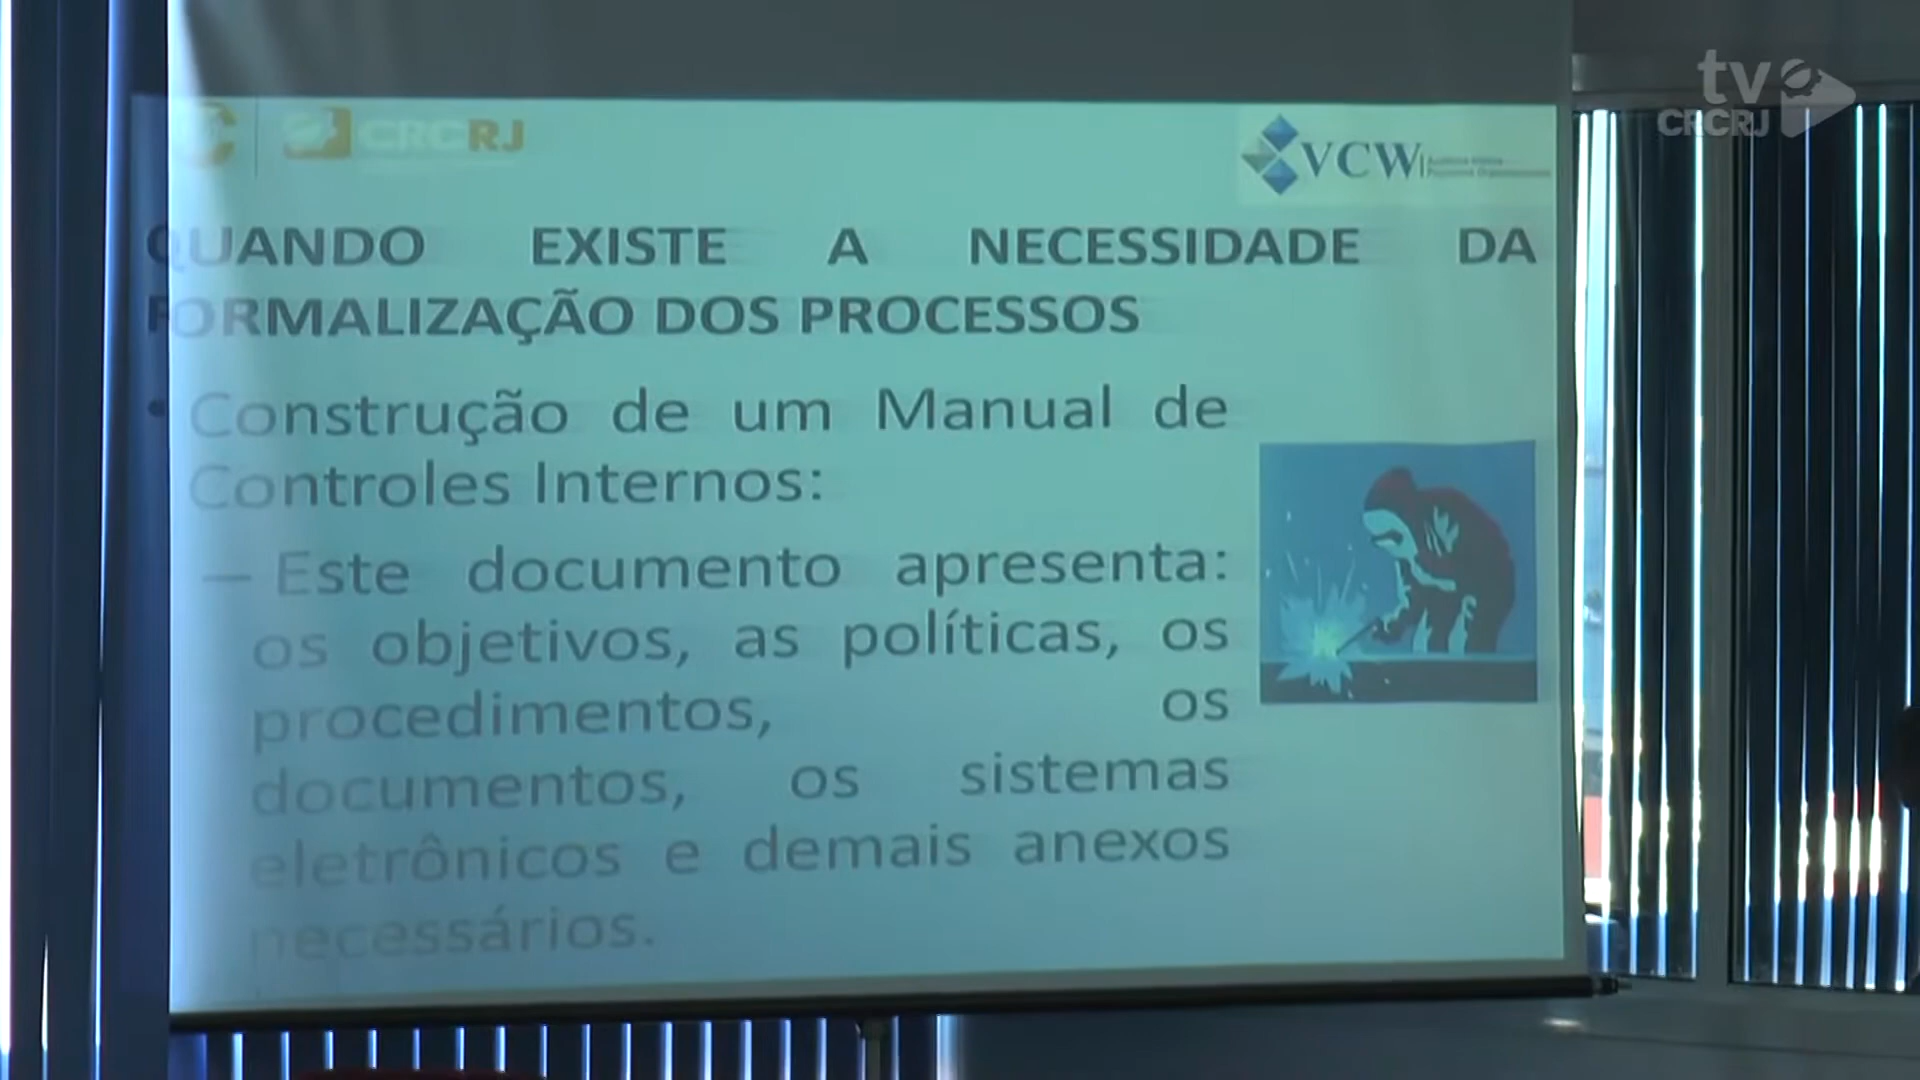 tv
CRCRJ
CRCRJ
VCW
QUANDO EXISTE A NECESSIDADE DA
FORMALIZAÇÃO DOS PROCESSOS
• Construção de um Manual de
Controles Internos:
– Este documento apresenta:
os objetivos, as políticas, os
procedimentos, os
documentos, os sistemas
eletrônicos e demais anexos
necessários.